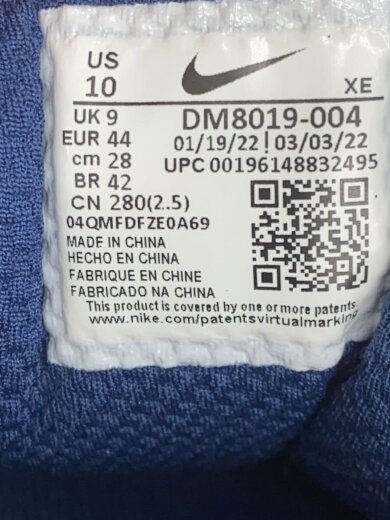 US
10
XE
UK 9
DM8019-004
EUR 44
01/19/22 | 03/03/22
cm 28
UPC 00196148832495
BR 42
CN 280(2.5)
04QMFDFZE0A69
MADE IN CHINA
HECHO EN CHINA
FABRIQUE EN CHINE
FABRICADO NA CHINA
This product is covered by one or more patents.
www.nike.com/patentsvirtualmarking